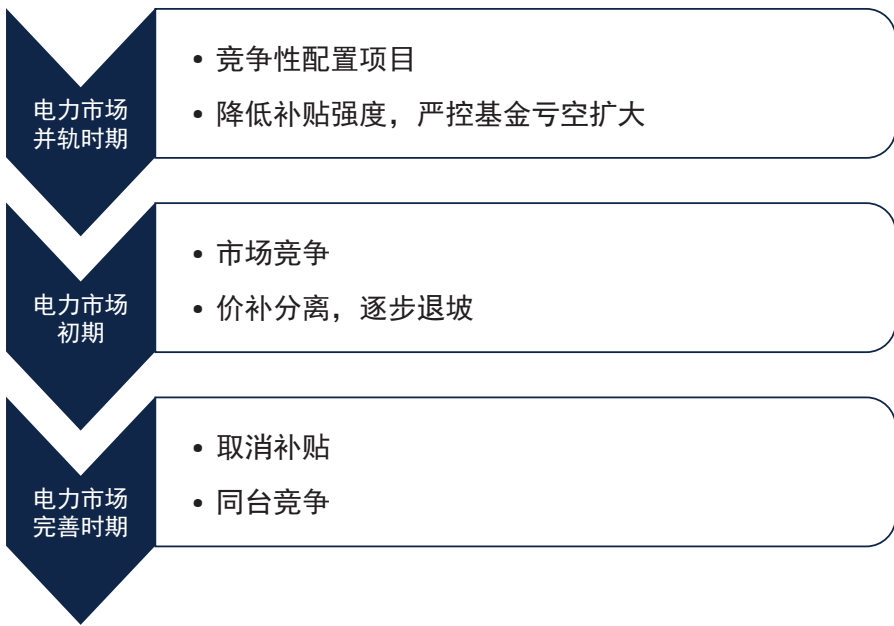 电力市场
并轨时期
• 竞争性配置项目
• 降低补贴强度，严控基金亏空扩大
电力市场
初期
• 市场竞争
• 价补分离，逐步退坡
电力市场
完善时期
• 取消补贴
• 同台竞争